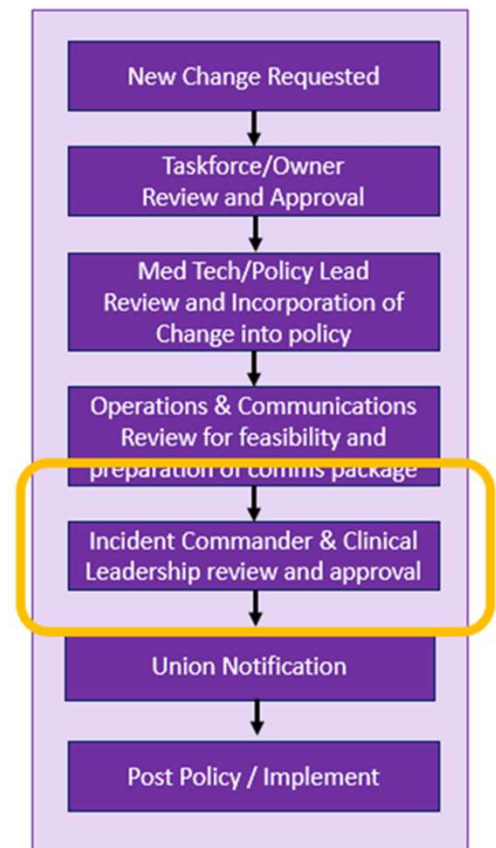 New Change Requested
Taskforce/Owner
Review and Approval
Med Tech/Policy Lead
Review and Incorporation of
Change into policy
Operations & Communications
Review for feasibility and
preparation of comms package
Incident Commander & Clinical
Leadership review and approval
Union Notification
Post Policy / Implement